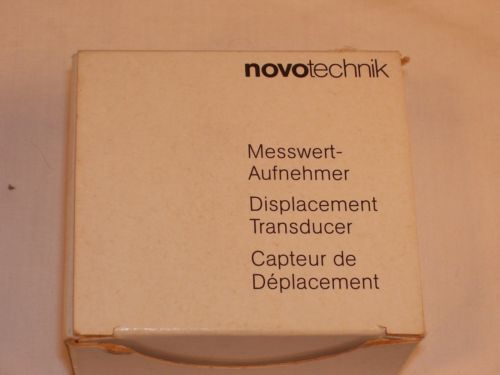 novotechnik
Messwert-
Aufnehmer
Displacement
Transducer
Capteur de
Déplacement